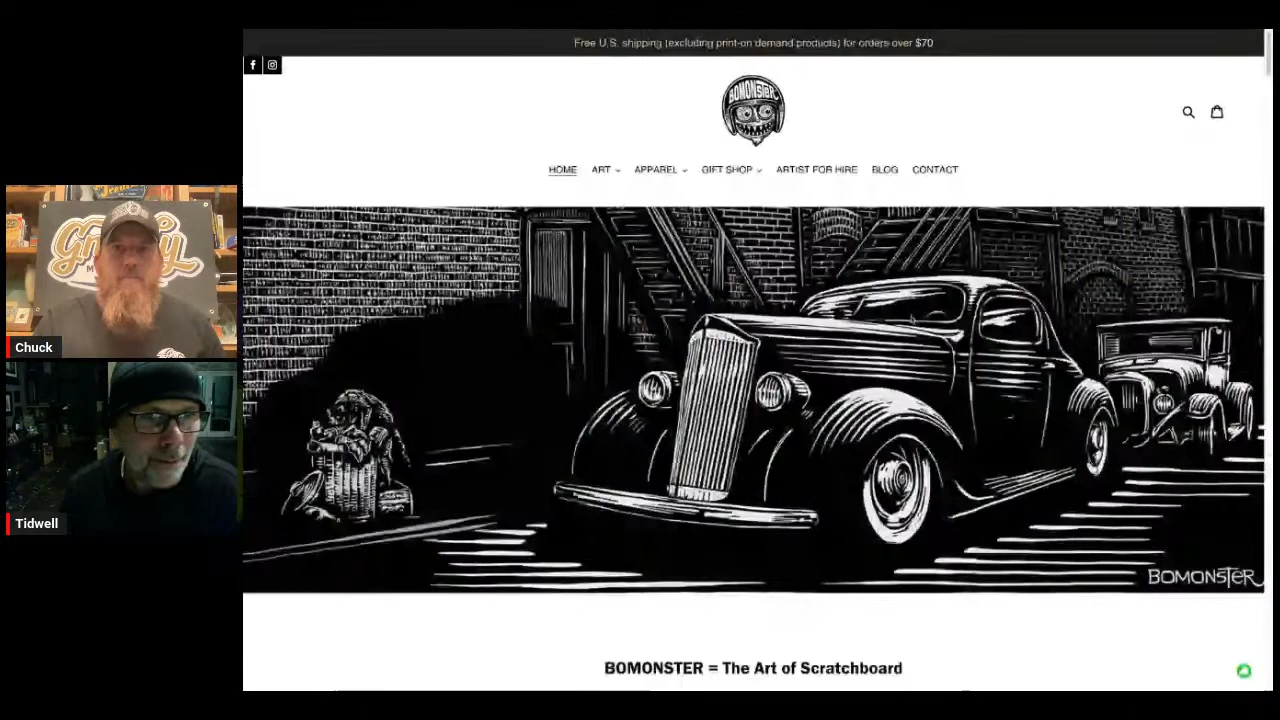 Free U.S. shipping (excluding print-on demand products) for orders over $70
BOMONSTER
HOME ART APPAREL GIFT SHOP ARTIST FOR HIRE BLOG CONTACT
Chuck
Tidwell
BOMONSTER
BOMONSTER = The Art of Scratchboard